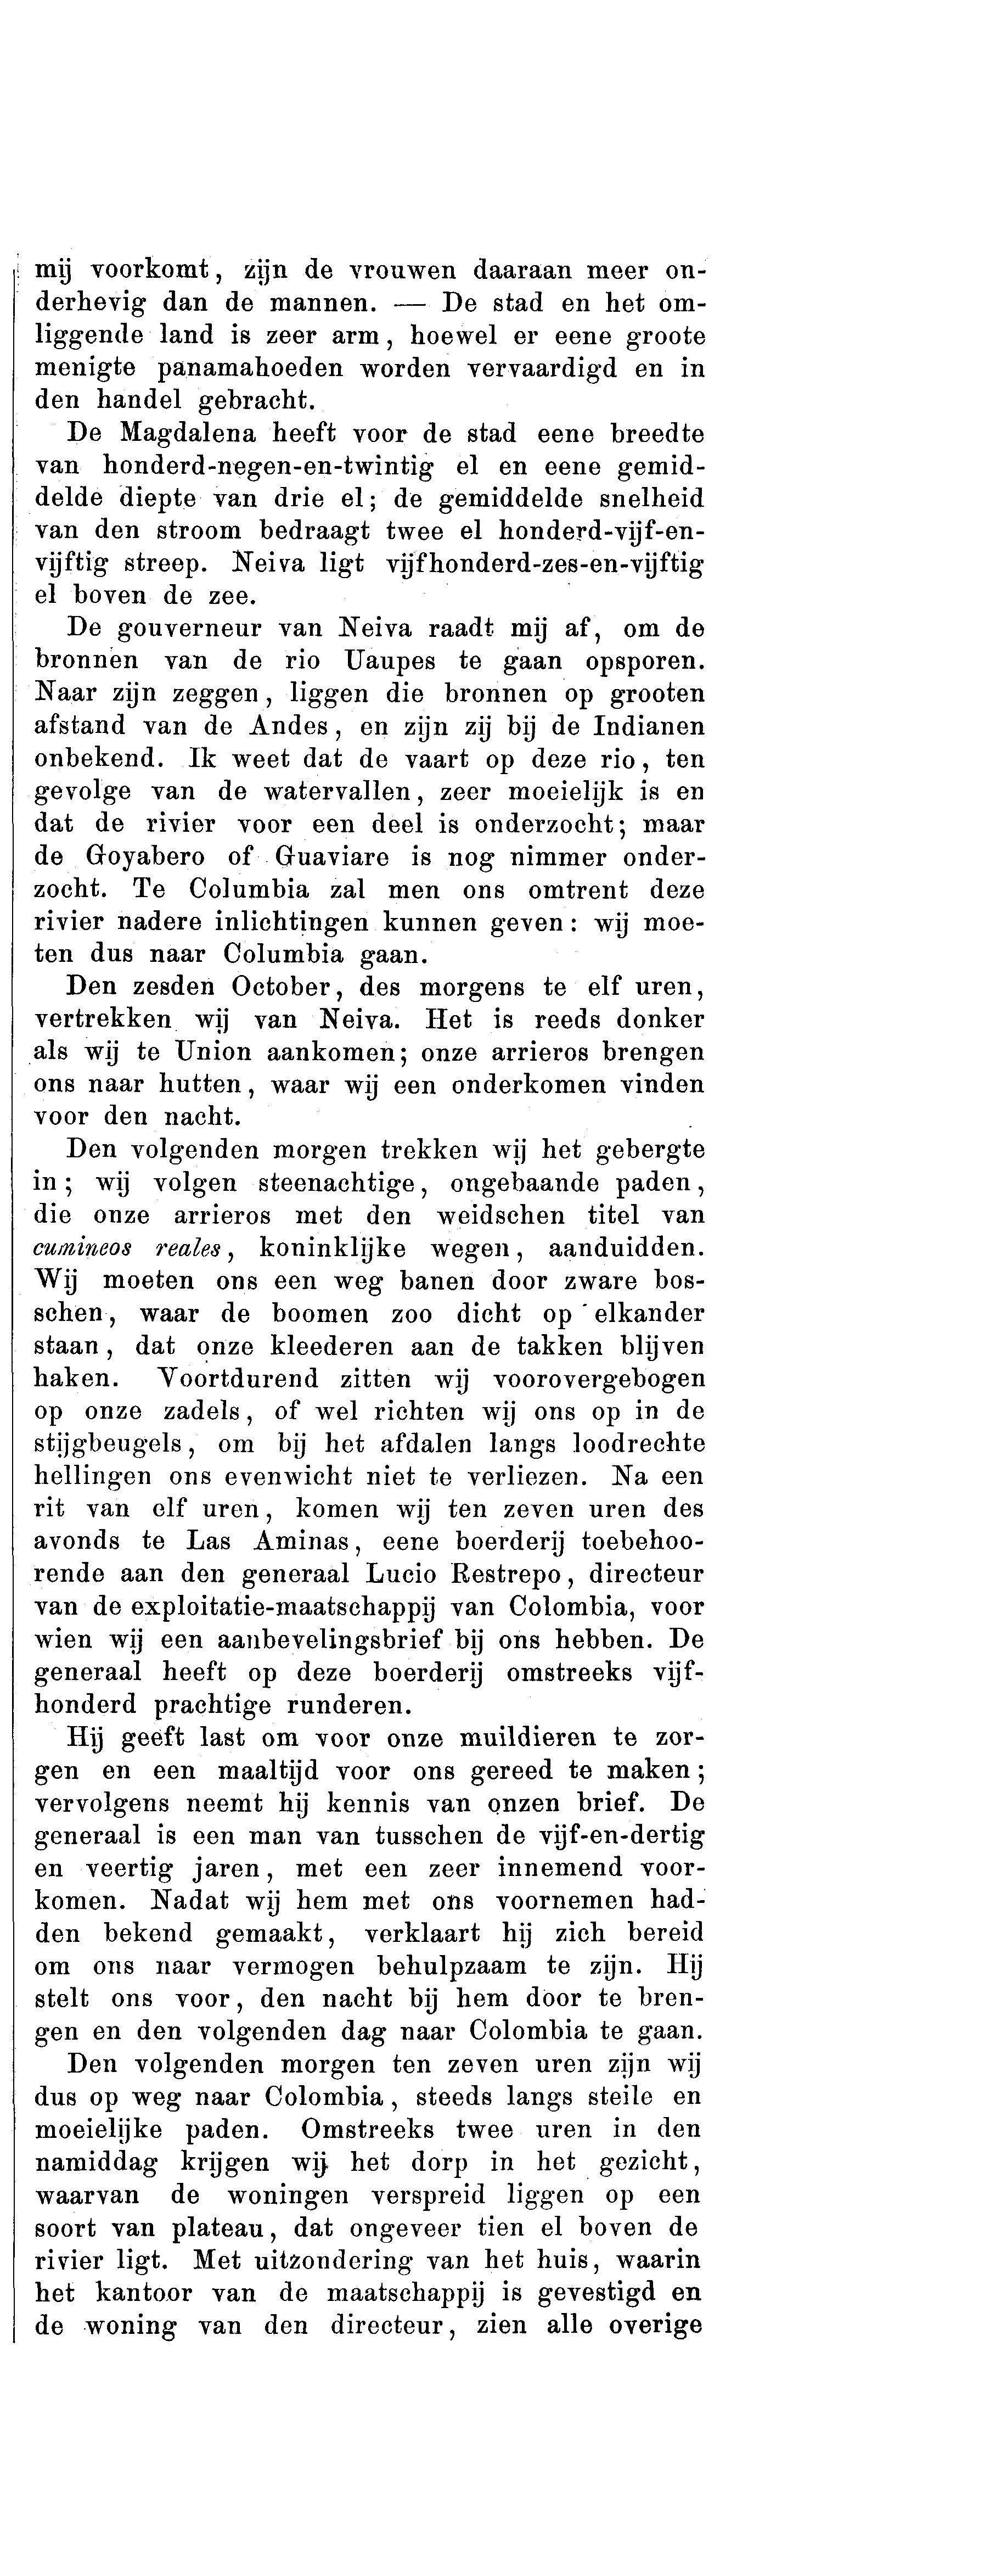 mij voorkomt, zijn de vrouwen daaraan meer on-
derhevig dan de mannen. — De stad en het om-
liggende land is zeer arm, hoewel er eene groote
menigte panamahoeden worden vervaardigd en in
den handel gebracht.
De Magdalena heeft voor de stad eene breedte
van honderd-negen-en-twintig el en eene gemid-
delde diepte van drie el; de gemiddelde snelheid
van den stroom bedraagt twee el honderd-vijf-en-
vijftig streep. Neiva ligt vijfhonderd-zes-en-vijftig
el boven de zee.
De gouverneur van Neiva raadt mij af, om de
bronnen van de rio Uaupes te gaan opsporen.
Naar zijn zeggen, liggen die bronnen op grooten
afstand van de Andes, en zijn zij bij de Indianen
onbekend. Ik weet dat de vaart op deze rio, ten
gevolge van de watervallen, zeer moeielijk is en
dat de rivier voor een deel is onderzocht; maar
de Goyabero of Guaviare is nog nimmer onder-
zocht. Te Columbia zal men ons omtrent deze
rivier nadere inlichtingen kunnen geven: wij moe-
ten dus naar Columbia gaan.
Den zesden October, des morgens te elf uren,
vertrekken wij van Neiva. Het is reeds donker
als wij te Union aankomen; onze arrieros brengen
ons naar hutten, waar wij een onderkomen vinden
voor den nacht.
Den volgenden morgen trekken wij het gebergte
in; wij volgen steenachtige, ongebaande paden,
die onze arrieros met den weidschen titel van
cumineos reales, koninklijke wegen, aanduidden.
Wij moeten ons een weg banen door zware bos-
schen, waar de boomen zoo dicht op elkander
staan, dat onze kleederen aan de takken blijven
haken. Voortdurend zitten wij voorovergebogen
op onze zadels, of wel richten wij ons op in de
stijgbeugels, om bij het afdalen langs loodrechte
hellingen ons evenwicht niet te verliezen. Na een
rit van elf uren, komen wij ten zeven uren des
avonds te Las Aminas, eene boerderij toebehoo-
rende aan den generaal Lucio Restrepo, directeur
van de exploitatie-maatschappij van Colombia, voor
wien wij een aanbevelingsbrief bij ons hebben. De
generaal heeft op deze boerderij omstreeks vijf-
honderd prachtige runderen.
Hij geeft last om voor onze muildieren te zor-
gen en een maaltijd voor ons gereed te maken;
vervolgens neemt hij kennis van onzen brief. De
generaal is een man van tusschen de vijf-en-dertig
en veertig jaren, met een zeer innemend voor-
komen. Nadat wij hem met ons voornemen had-
den bekend gemaakt, verklaart hij zich bereid
om ons naar vermogen behulpzaam te zijn. Hij
stelt ons voor, den nacht bij hem door te bren-
gen en den volgenden dag naar Colombia te gaan.
Den volgenden morgen ten zeven uren zijn wij
dus op weg naar Colombia, steeds langs steile en
moeielijke paden. Omstreeks twee uren in den
namiddag krijgen wij het dorp in het gezicht,
waarvan de woningen verspreid liggen op een
soort van plateau, dat ongeveer tien el boven de
rivier ligt. Met uitzondering van het huis, waarin
het kantoor van de maatschappij is gevestigd en
de woning van den directeur, zien alle overige